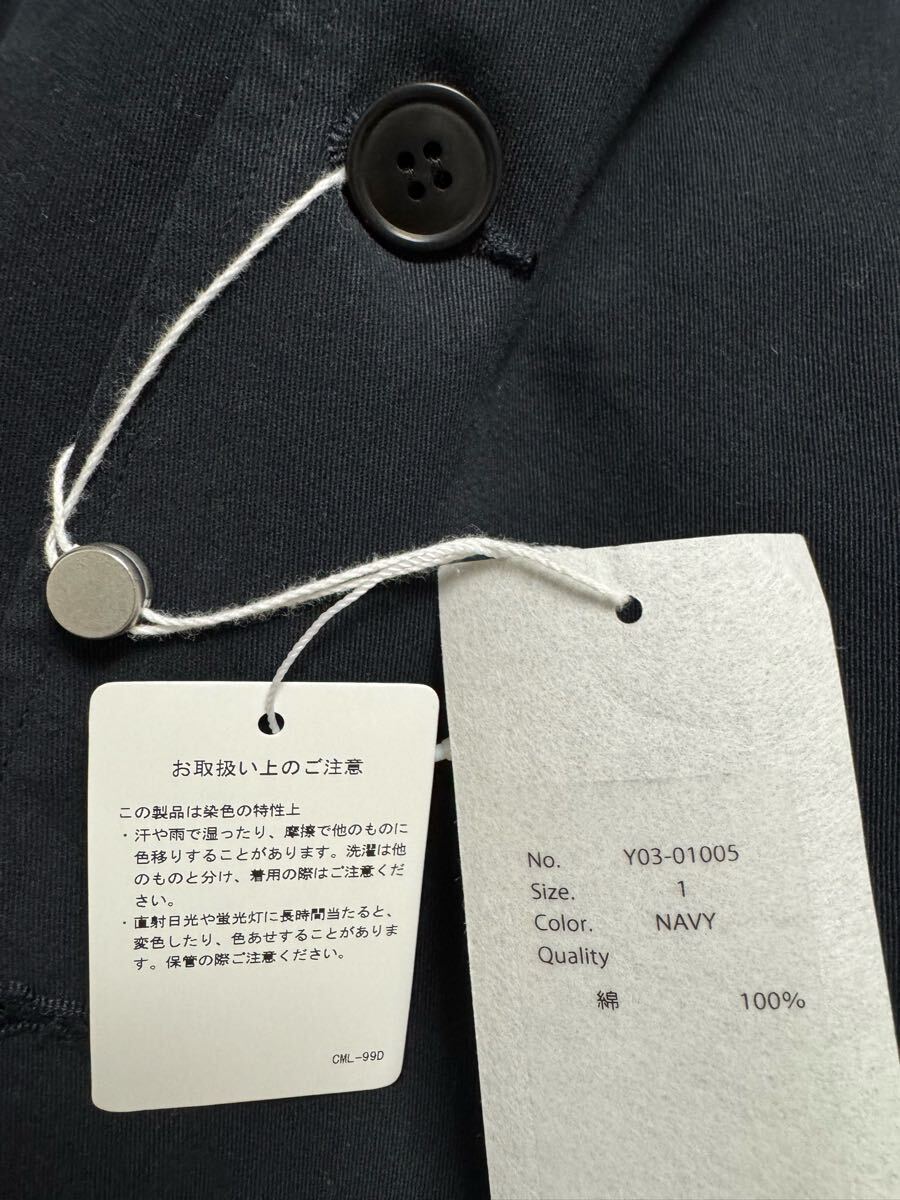 お取扱い上のご注意
この製品は染色の特性上
・汗や雨で湿ったり、摩擦で他のものに
色移りすることがあります。洗濯は他
のものと分け、着用の際はご注意くだ
さい。
・直射日光や蛍光灯に長時間当たると、
変色したり、色あせすることがありま
す。保管の際ご注意ください。
CML-99D
No. Y03-01005
Size. 1
Color. NAVY
Quality
綿 100%